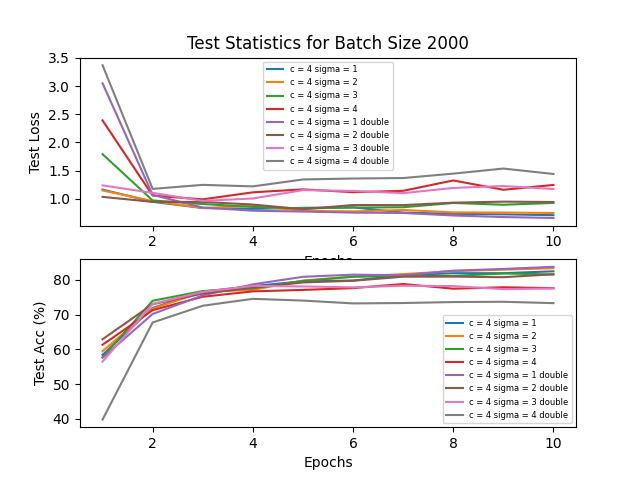 Test Statistics for Batch Size 2000
3.5
3.0
2.5
2.0
1.5
1.0
Test Loss
c = 4 sigma = 1
c = 4 sigma = 2
c = 4 sigma = 3
c = 4 sigma = 4
c = 4 sigma = 1 double
c = 4 sigma = 2 double
c = 4 sigma = 3 double
c = 4 sigma = 4 double
2 4 6 8 10
Epochs
80
70
60
50
40
Test Acc (%)
c = 4 sigma = 1
c = 4 sigma = 2
c = 4 sigma = 3
c = 4 sigma = 4
c = 4 sigma = 1 double
c = 4 sigma = 2 double
c = 4 sigma = 3 double
c = 4 sigma = 4 double
2 4 6 8 10
Epochs